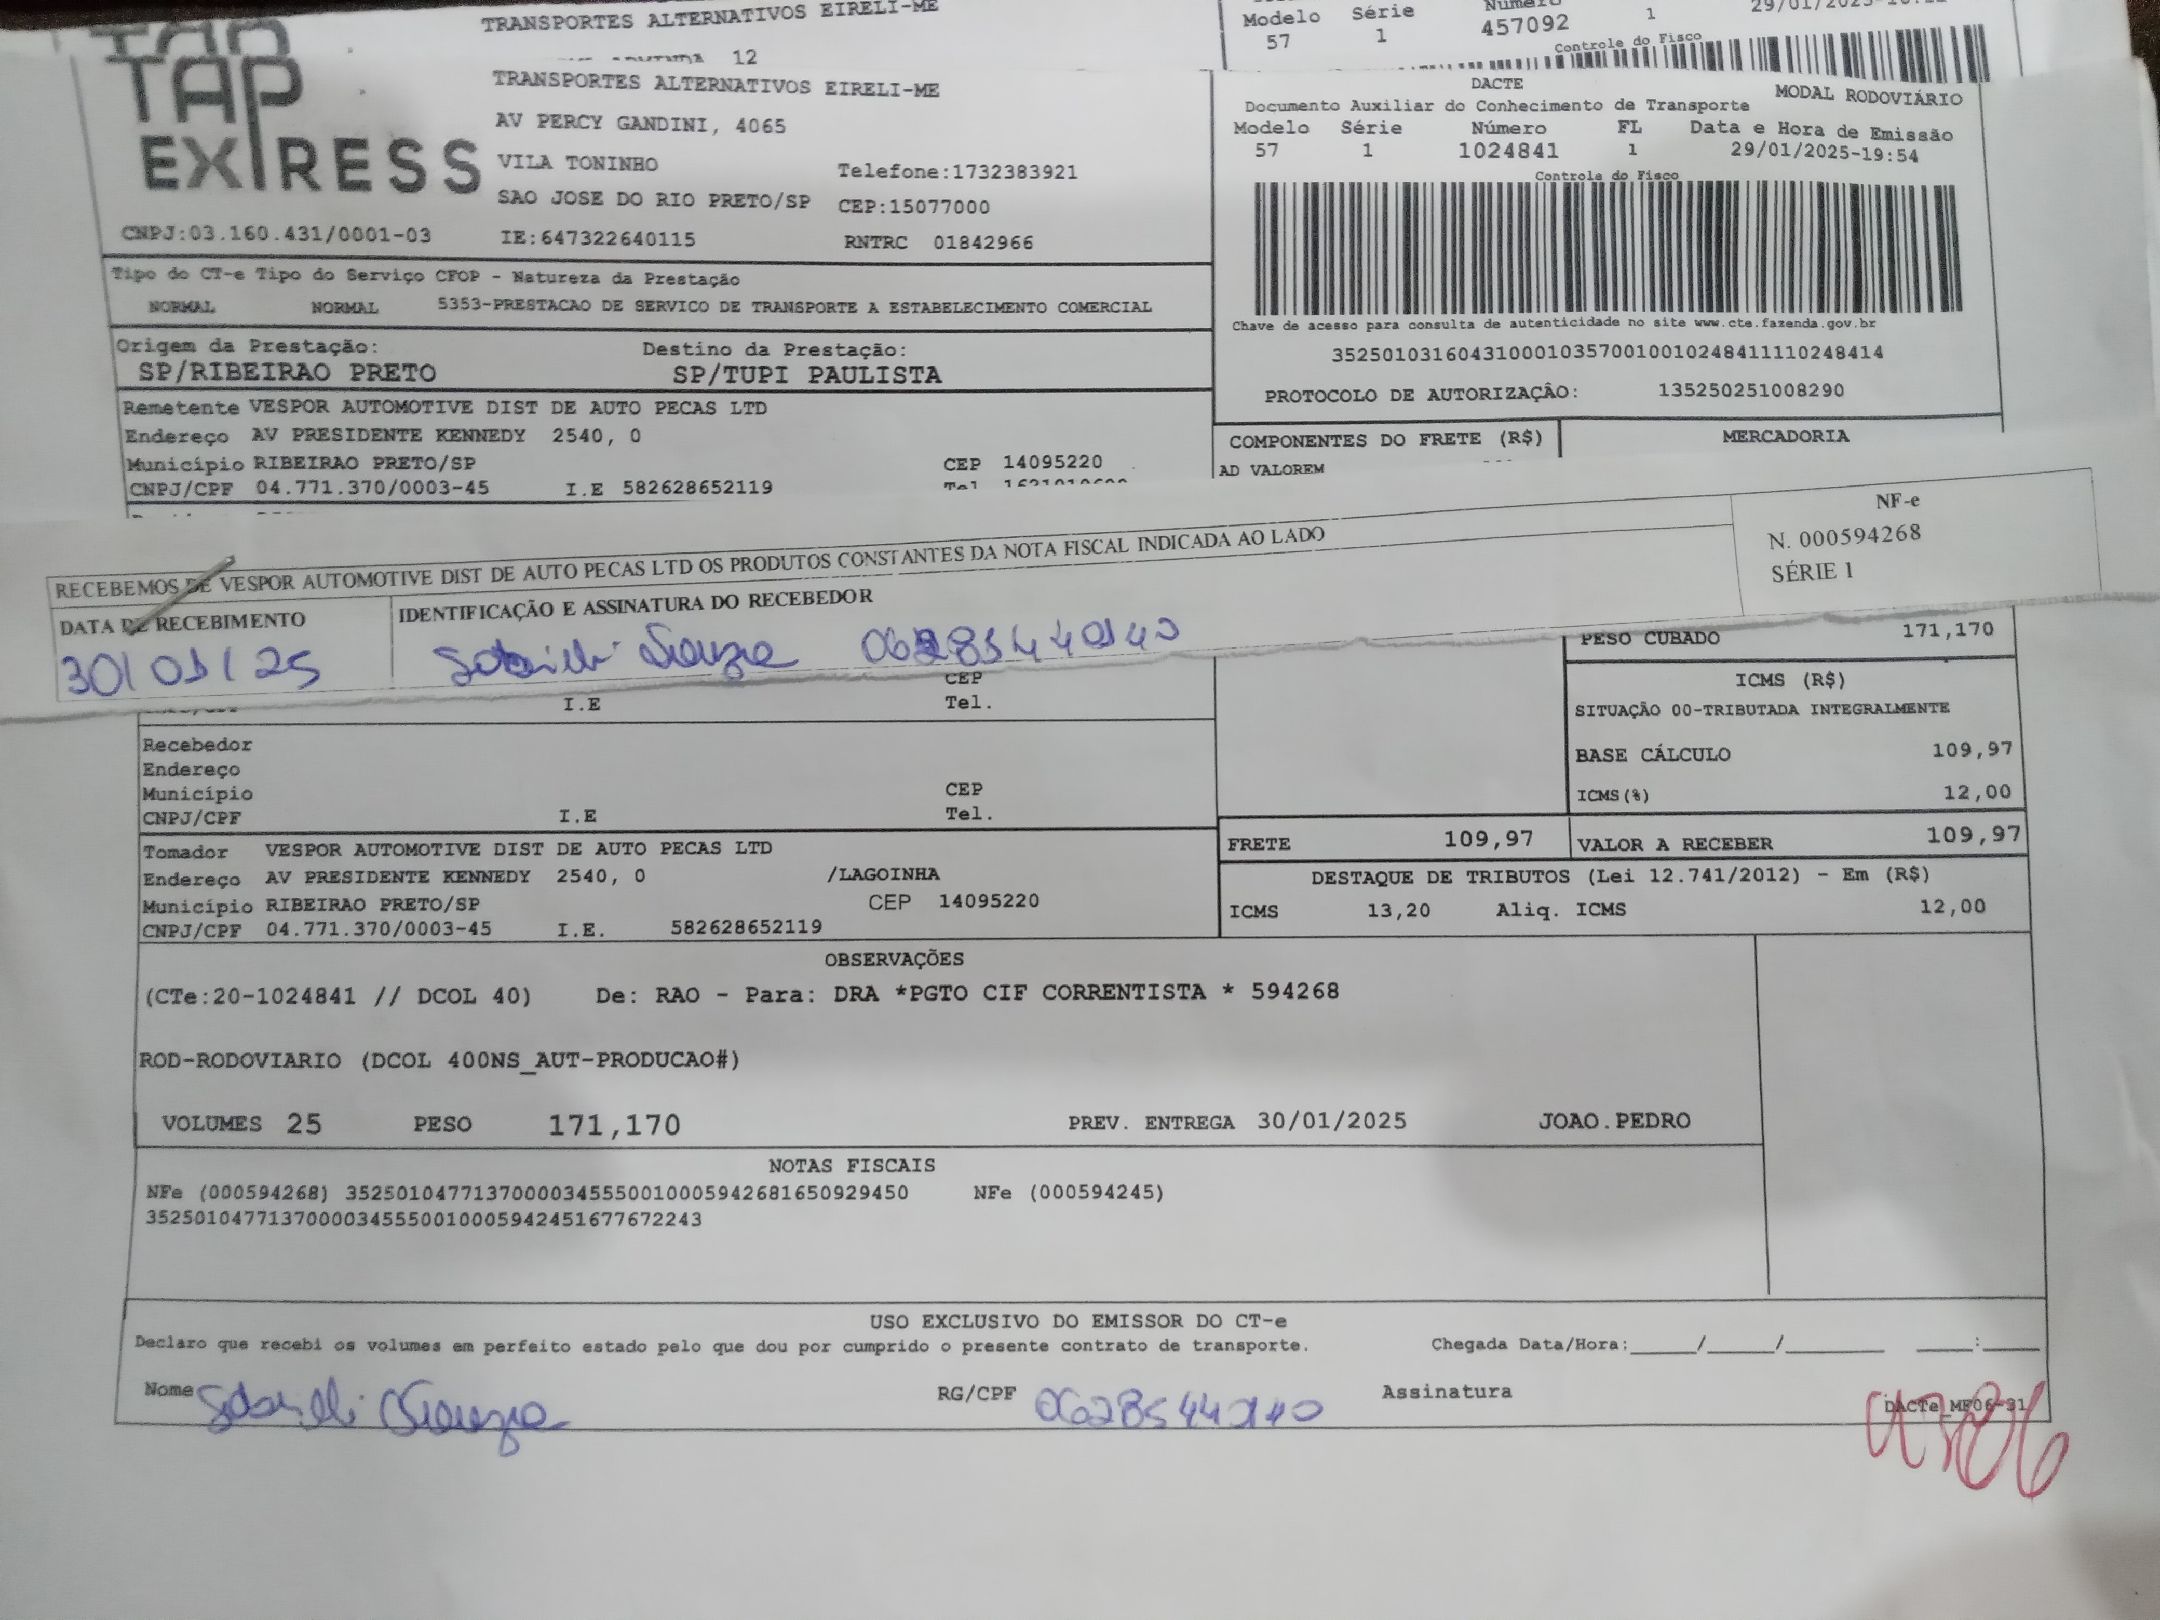 TRANSPORTES ALTERNATIVOS EIRELI-ME
12
Modelo Série Número 1 29/01/2025
57 1 457092
Controle do Fisco
TAP
EXPRESS
TRANSPORTES ALTERNATIVOS EIRELI-ME
AV PERCY GANDINI, 4065
VILA TONINHO Telefone:1732383921
SAO JOSE DO RIO PRETO/SP CEP:15077000
CNPJ:03.160.431/0001-03 IE:647322640115 RNTRC 01842966
DACTE MODAL RODOVIÁRIO
Documento Auxiliar do Conhecimento de Transporte
Modelo Série Número FL Data e Hora de Emissão
57 1 1024841 1 29/01/2025-19:54
Controle do Fisco
Chave de acesso para consulta de autenticidade no site www.cte.fazenda.gov.br
35250103160431000103570010010248411110248414
PROTOCOLO DE AUTORIZAÇÃO: 135250251008290
Tipo do CT-e Tipo do Serviço CFOP - Natureza da Prestação
NORMAL NORMAL 5353-PRESTACAO DE SERVICO DE TRANSPORTE A ESTABELECIMENTO COMERCIAL
Origem da Prestação: Destino da Prestação:
SP/RIBEIRAO PRETO SP/TUPI PAULISTA
Remetente VESPOR AUTOMOTIVE DIST DE AUTO PECAS LTD
Endereço AV PRESIDENTE KENNEDY 2540, 0
Município RIBEIRAO PRETO/SP CEP 14095220
CNPJ/CPF 04.771.370/0003-45 I.E 582628652119 Tel
COMPONENTES DO FRETE (R$) MERCADORIA
AD VALOREM
RECEBEMOS DE VESPOR AUTOMOTIVE DIST DE AUTO PECAS LTD OS PRODUTOS CONSTANTES DA NOTA FISCAL INDICADA AO LADO
NF-e
N. 000594268
SÉRIE 1
DATA DE RECEBIMENTO IDENTIFICAÇÃO E ASSINATURA DO RECEBEDOR
30/01/25 Souza
PESO CUBADO 171,170
CEP
I.E Tel.
ICMS (R$)
SITUAÇÃO 00-TRIBUTADA INTEGRALMENTE
BASE CÁLCULO 109,97
ICMS(%) 12,00
Recebedor
Endereço
Município CEP
CNPJ/CPF I.E Tel.
FRETE 109,97 VALOR A RECEBER 109,97
DESTAQUE DE TRIBUTOS (Lei 12.741/2012) - Em (R$)
ICMS 13,20 Aliq. ICMS 12,00
Tomador VESPOR AUTOMOTIVE DIST DE AUTO PECAS LTD
Endereço AV PRESIDENTE KENNEDY 2540, 0 /LAGOINHA
Município RIBEIRAO PRETO/SP CEP 14095220
CNPJ/CPF 04.771.370/0003-45 I.E. 582628652119
OBSERVAÇÕES
(CTe:20-1024841 // DCOL 40) De: RAO - Para: DRA *PGTO CIF CORRENTISTA * 594268
ROD-RODOVIARIO (DCOL 400NS_AUT-PRODUCAO#)
VOLUMES 25 PESO 171,170 PREV. ENTREGA 30/01/2025 JOAO.PEDRO
NOTAS FISCAIS
NFe (000594268) 35250104771370000345550010005942681650929450 NFe (000594245)
35250104771370000345550010005942451677672243
USO EXCLUSIVO DO EMISSOR DO CT-e
Declaro que recebi os volumes em perfeito estado pelo que dou por cumprido o presente contrato de transporte. Chegada Data/Hora:____/____/______ ____:____
Nome Souza RG/CPF Assinatura
DACTe_MF06-31